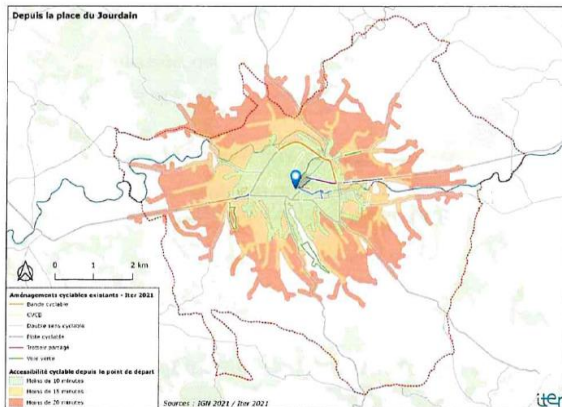 Depuis la place du Jourdain
0 1 2 km
Aménagements cyclables existants - Iter 2021
Bande cyclable
CVCB
Double sens cyclable
Piste cyclable
Trottoir partagé
Voie verte
Accessibilité cyclable depuis le point de départ
Moins de 10 minutes
Moins de 15 minutes
Moins de 20 minutes
Sources : IGN 2021 / Iter 2021
iter